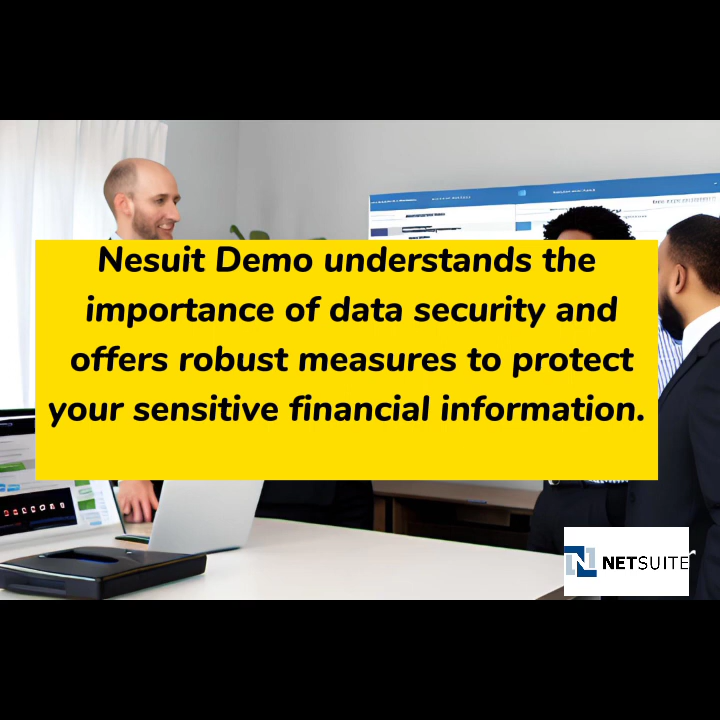 Nesuit Demo understands the
importance of data security and
offers robust measures to protect
your sensitive financial information.
NETSUITE